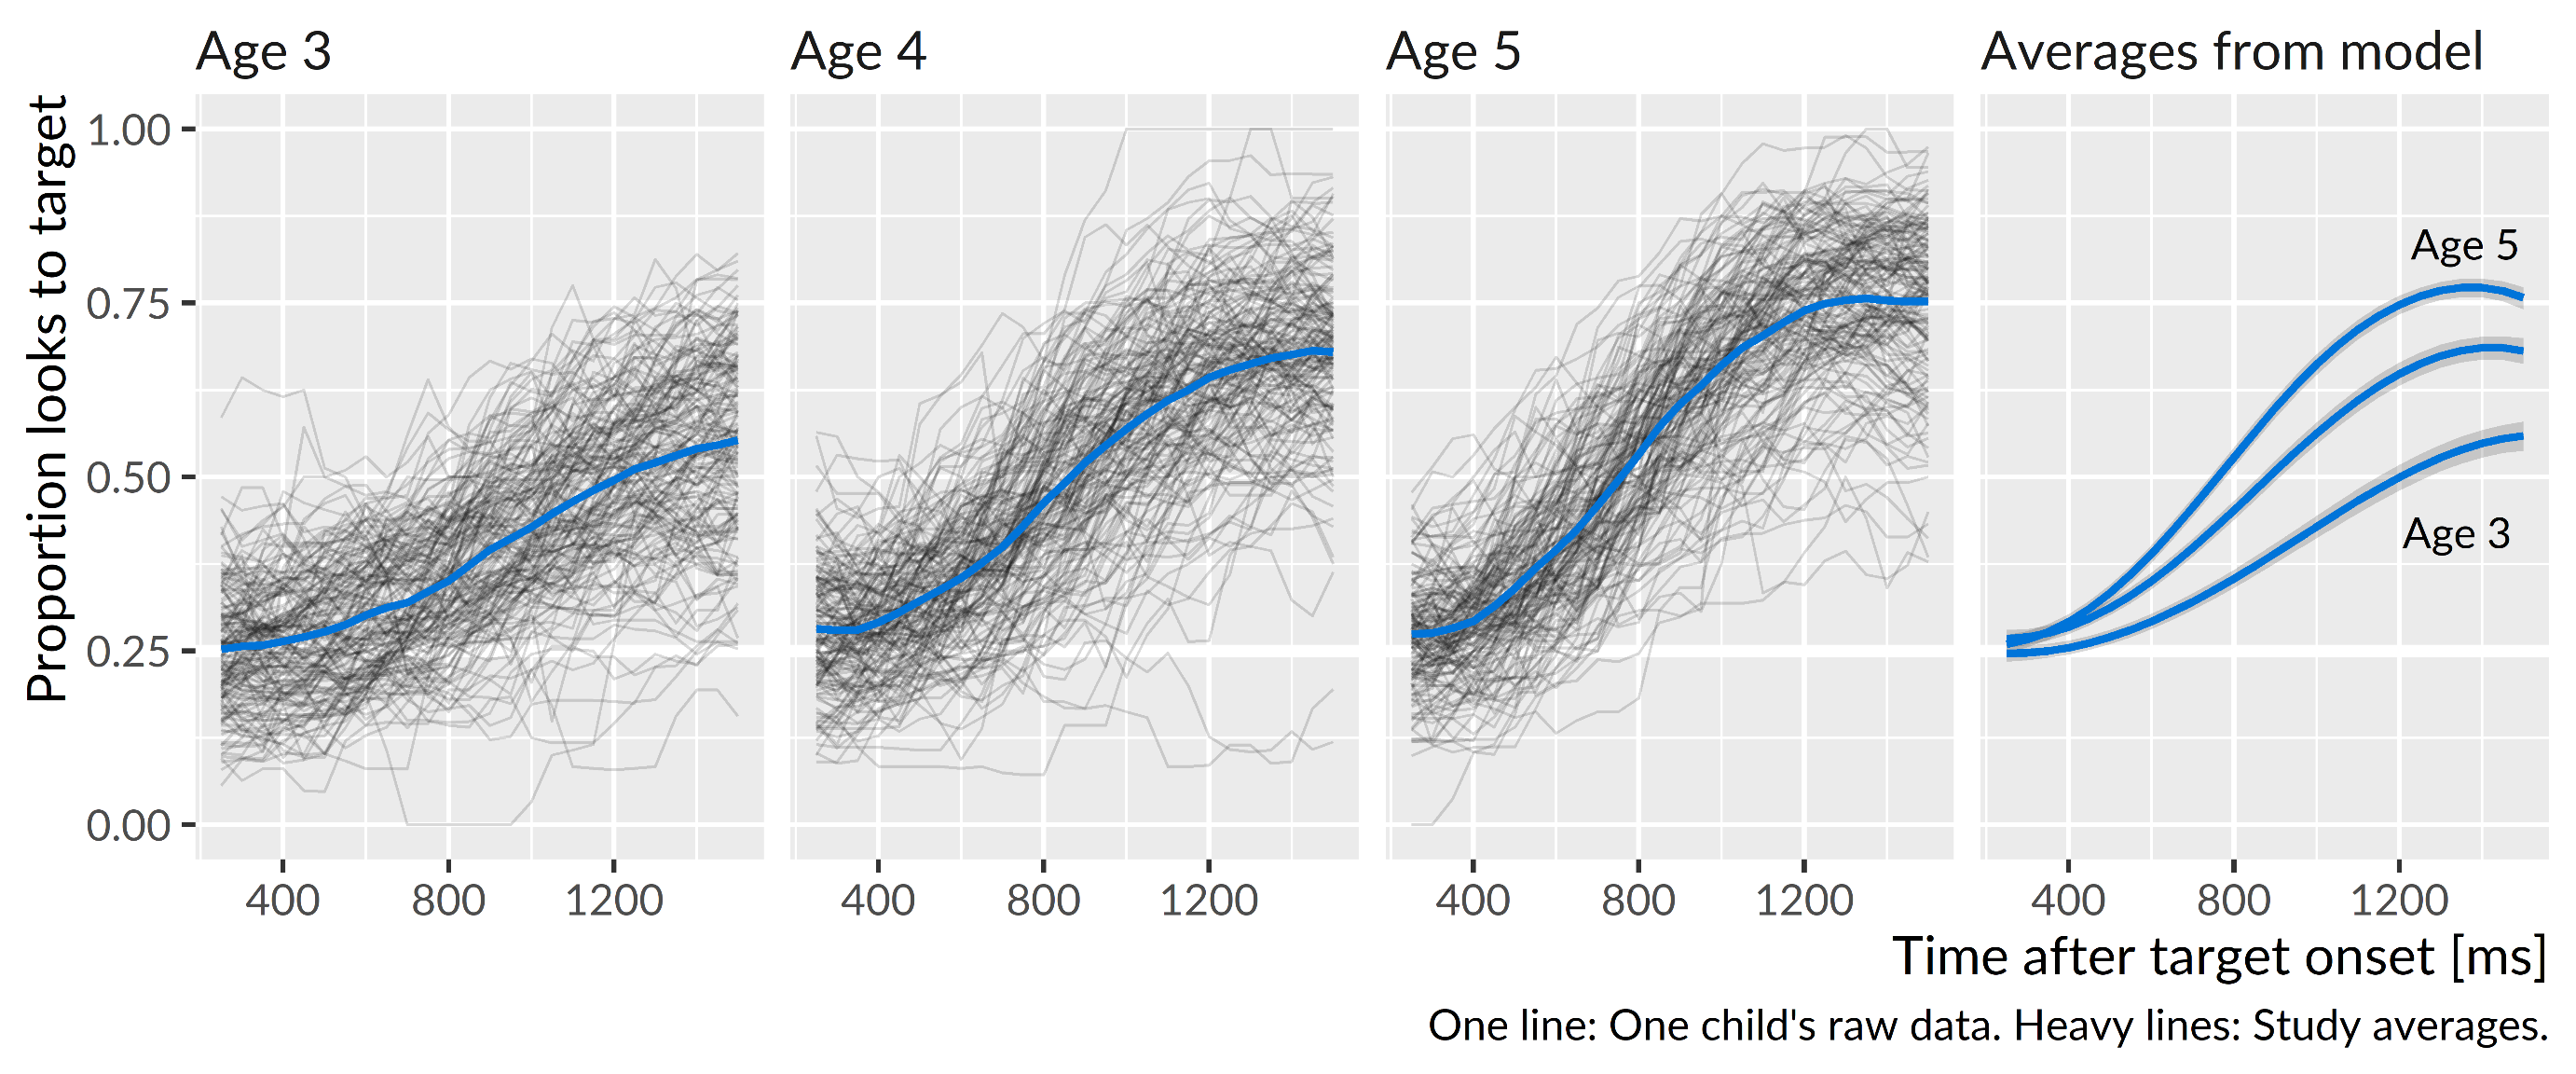 Age 3
Age 4
Age 5
Averages from model
Proportion looks to target
1.00
0.75
0.50
0.25
0.00
Age 5
Age 3
400 800 1200
400 800 1200
400 800 1200
400 800 1200
Time after target onset [ms]
One line: One child's raw data. Heavy lines: Study averages.